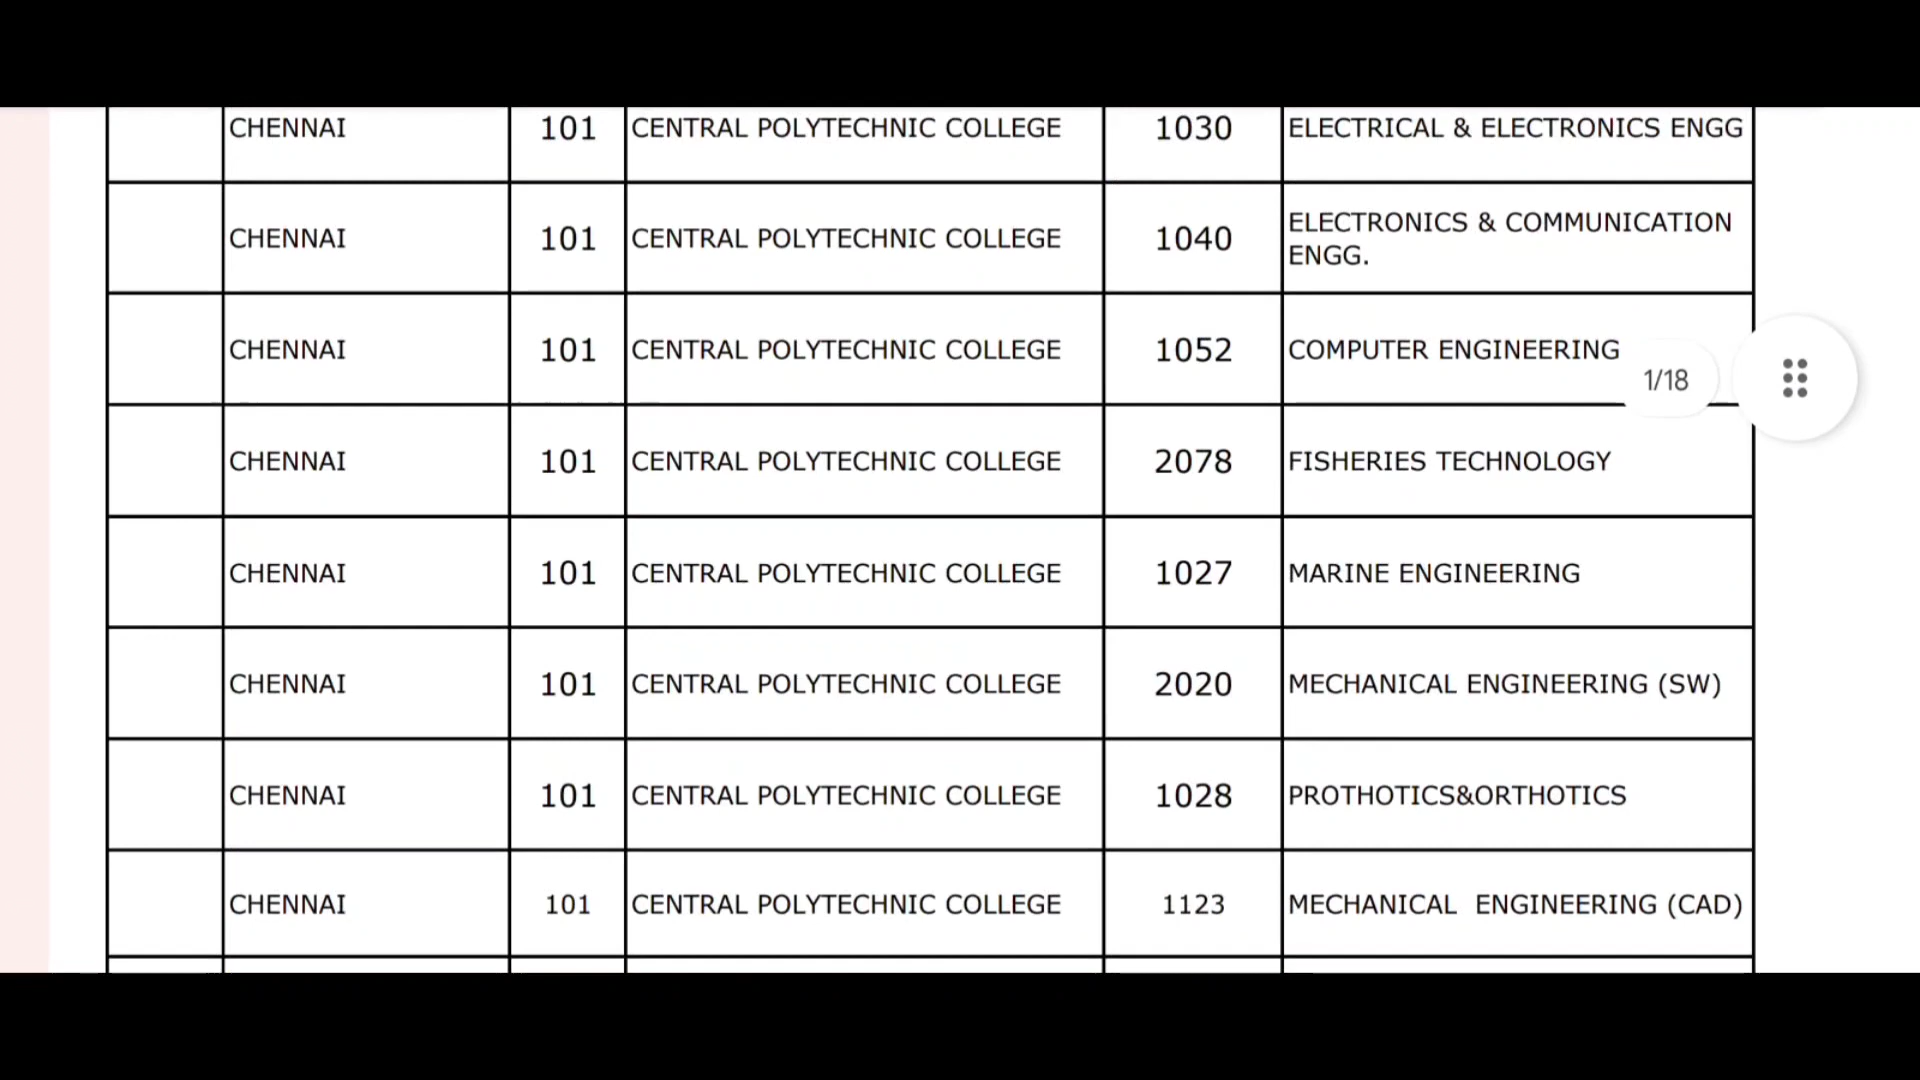 CHENNAI 101 CENTRAL POLYTECHNIC COLLEGE 1030 ELECTRICAL & ELECTRONICS ENGG
CHENNAI 101 CENTRAL POLYTECHNIC COLLEGE 1040 ELECTRONICS & COMMUNICATION
ENGG.
CHENNAI 101 CENTRAL POLYTECHNIC COLLEGE 1052 COMPUTER ENGINEERING
1/18
CHENNAI 101 CENTRAL POLYTECHNIC COLLEGE 2078 FISHERIES TECHNOLOGY
CHENNAI 101 CENTRAL POLYTECHNIC COLLEGE 1027 MARINE ENGINEERING
CHENNAI 101 CENTRAL POLYTECHNIC COLLEGE 2020 MECHANICAL ENGINEERING (SW)
CHENNAI 101 CENTRAL POLYTECHNIC COLLEGE 1028 PROTHOTICS&ORTHOTICS
CHENNAI 101 CENTRAL POLYTECHNIC COLLEGE 1123 MECHANICAL ENGINEERING (CAD)